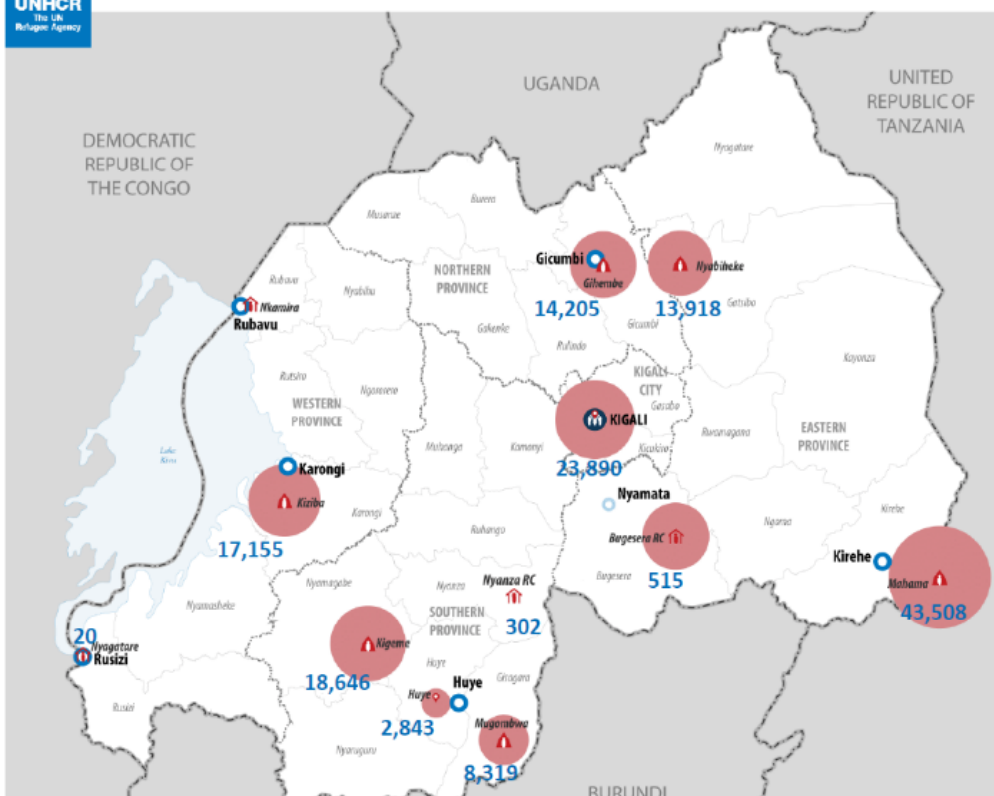 UNHCR
The UN
Refugee Agency
UGANDA
UNITED
REPUBLIC OF
TANZANIA
DEMOCRATIC
REPUBLIC OF
THE CONGO
Nyagatare
Burera
Musanze
Gicumbi
Gihembe
14,205
Nyabiheke
13,918
NORTHERN
PROVINCE
Rubavu
Nyabihu
Nkamira
Rubavu
Gatsibo
Gakenke
Gicumbi
Rulindo
Kayonza
KIGALI
CITY
Rutsiro
Ngororero
WESTERN
PROVINCE
Gasabo
KIGALI
Rwamagana
EASTERN
PROVINCE
Muhanga
Kamonyi
Kicukiro
23,890
Lake
Kivu
Karongi
Kiziba
Karongi
17,155
Nyamata
Kirehe
Ngoma
Ruhango
Bugesera RC
515
Bugesera
Kirehe
Mahama
43,508
Nyamagabe
Nyanza
Nyanza RC
302
Nyamasheke
SOUTHERN
PROVINCE
20
Nyagatare
Rusizi
Kigeme
18,646
Huye
Gisagara
Huye
Huye
2,843
Rusizi
Mugombwa
8,319
Nyaruguru
BURUNDI